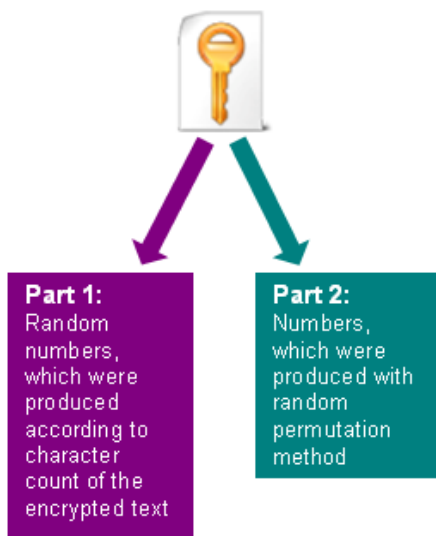 Part 1:
Random
numbers,
which were
produced
according to
character
count of the
encrypted text
Part 2:
Numbers,
which were
produced with
random
permutation
method